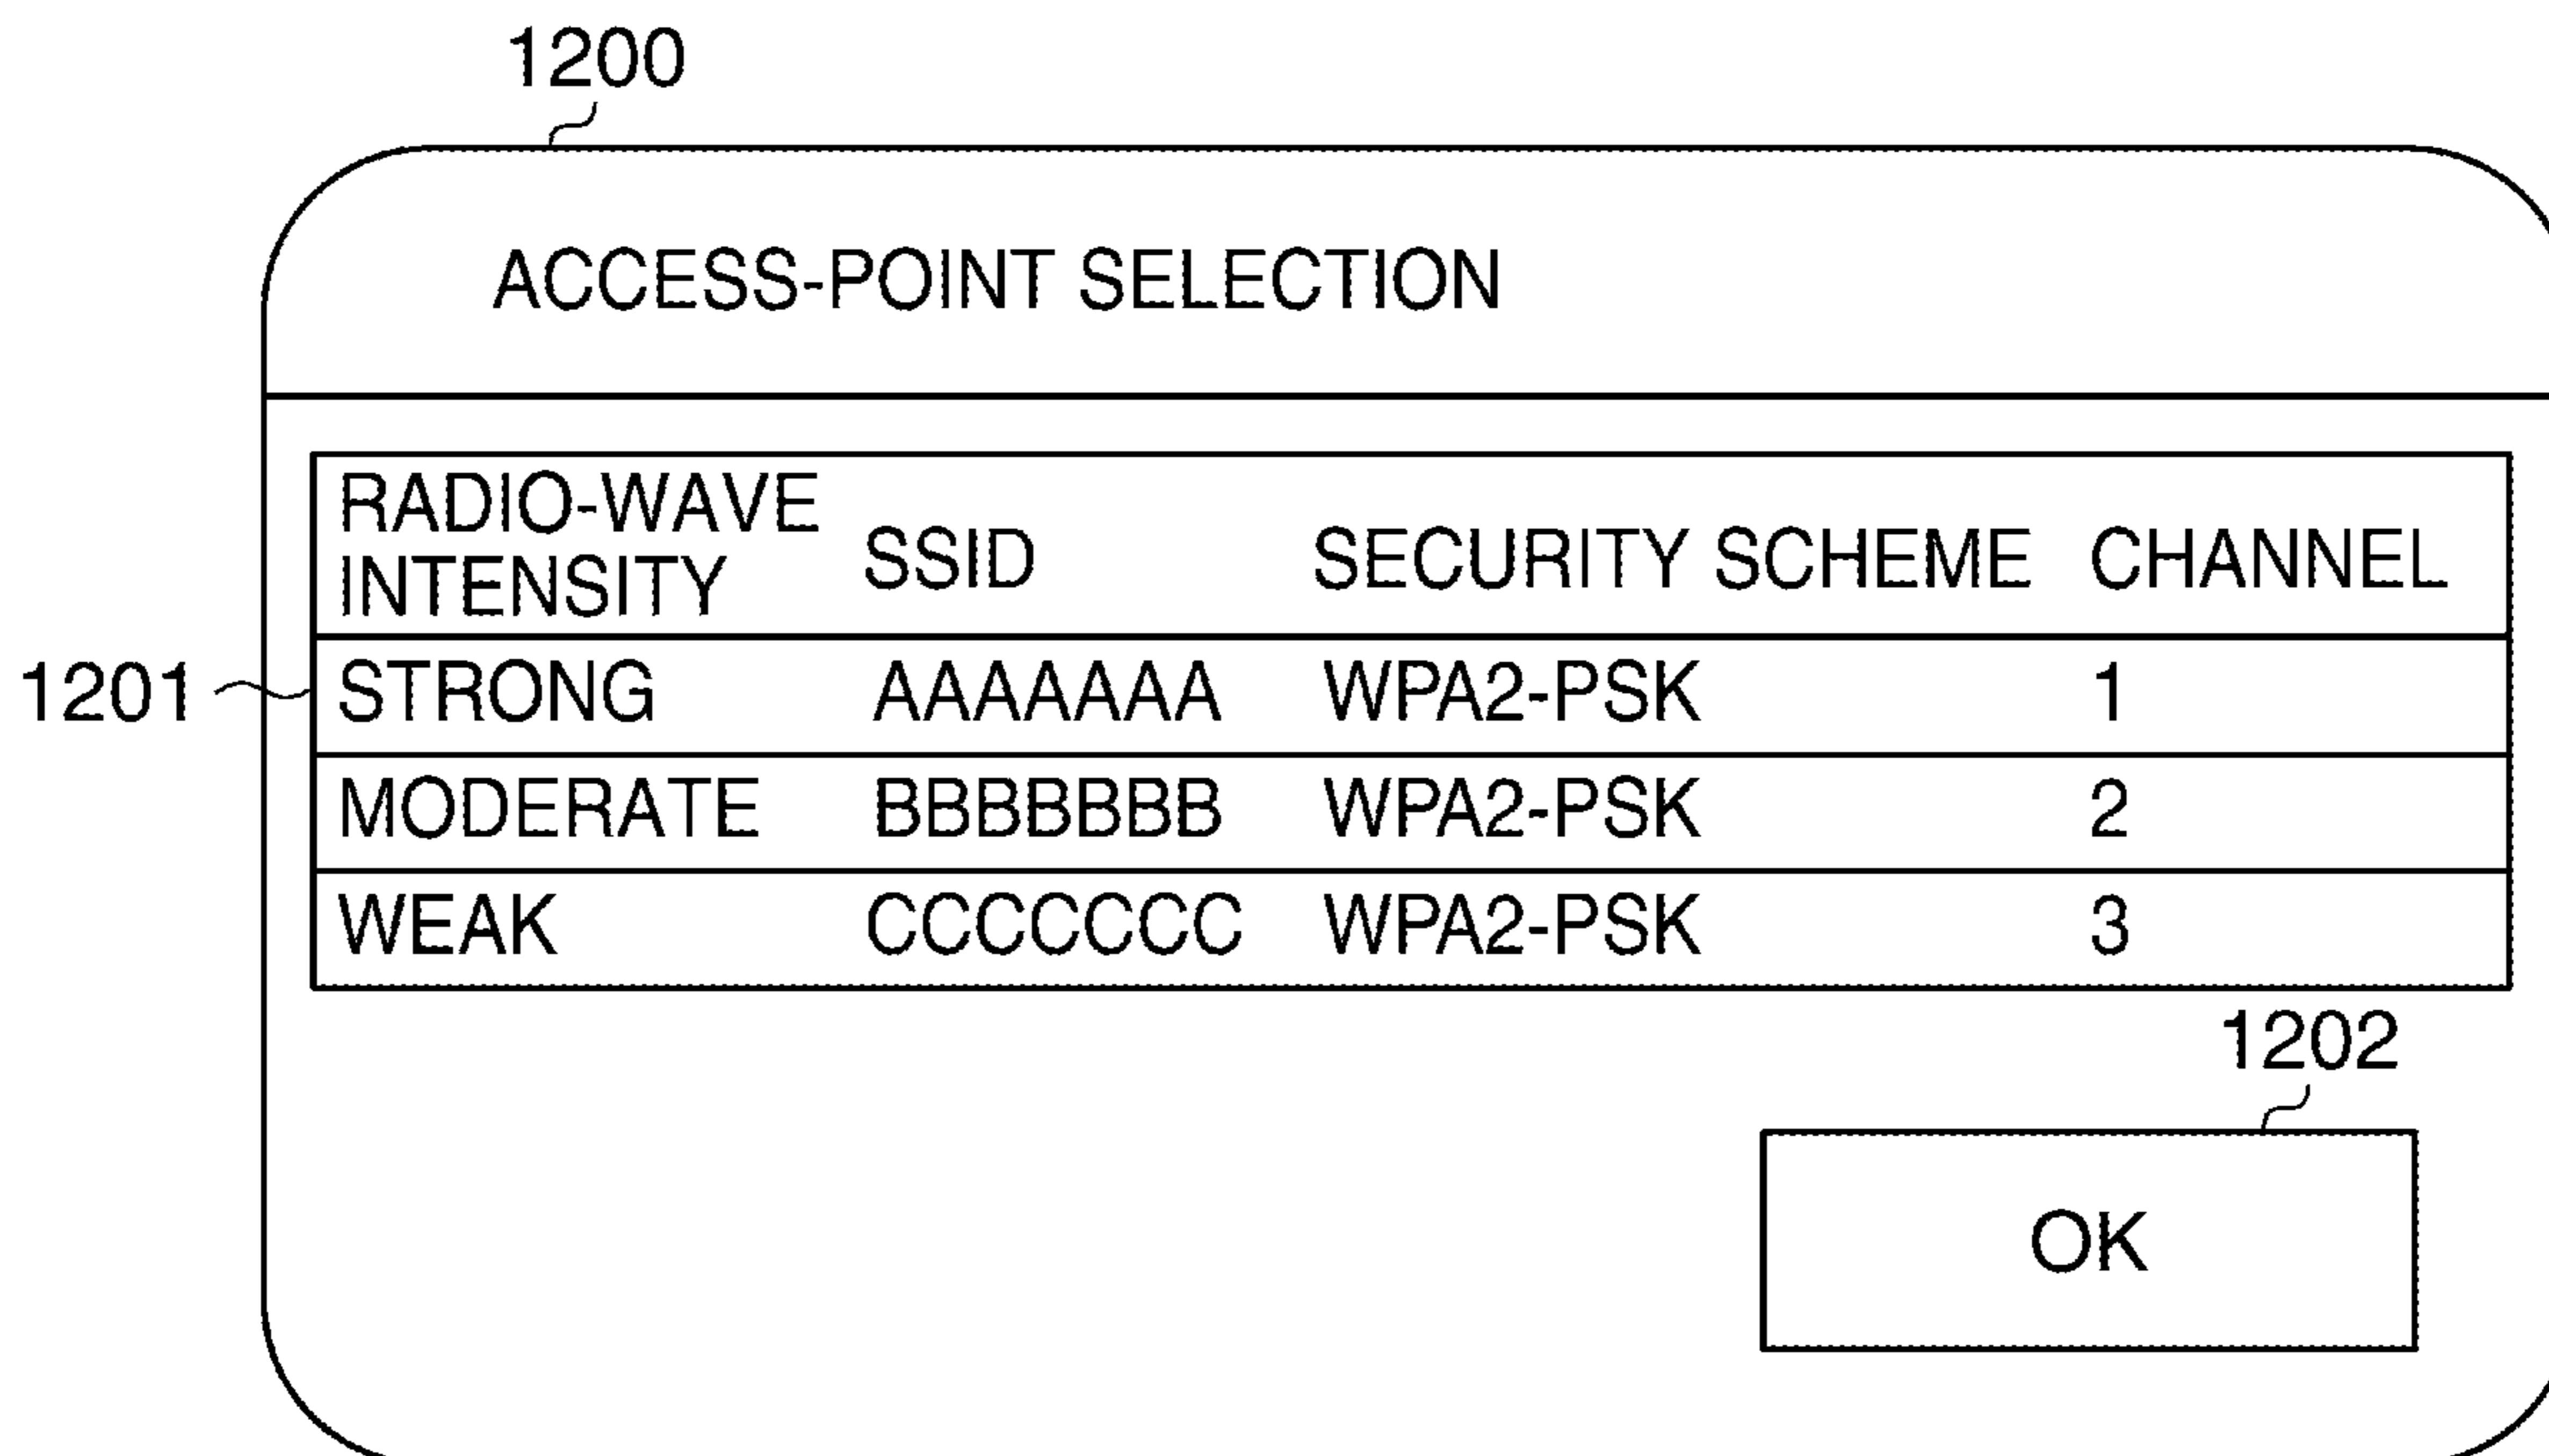 1200
ACCESS-POINT SELECTION
RADIO-WAVE INTENSITY SSID SECURITY SCHEME CHANNEL
1201
STRONG AAAAAAA WPA2-PSK 1
MODERATE BBBBBBB WPA2-PSK 2
WEAK CCCCCCC WPA2-PSK 3
1202
OK